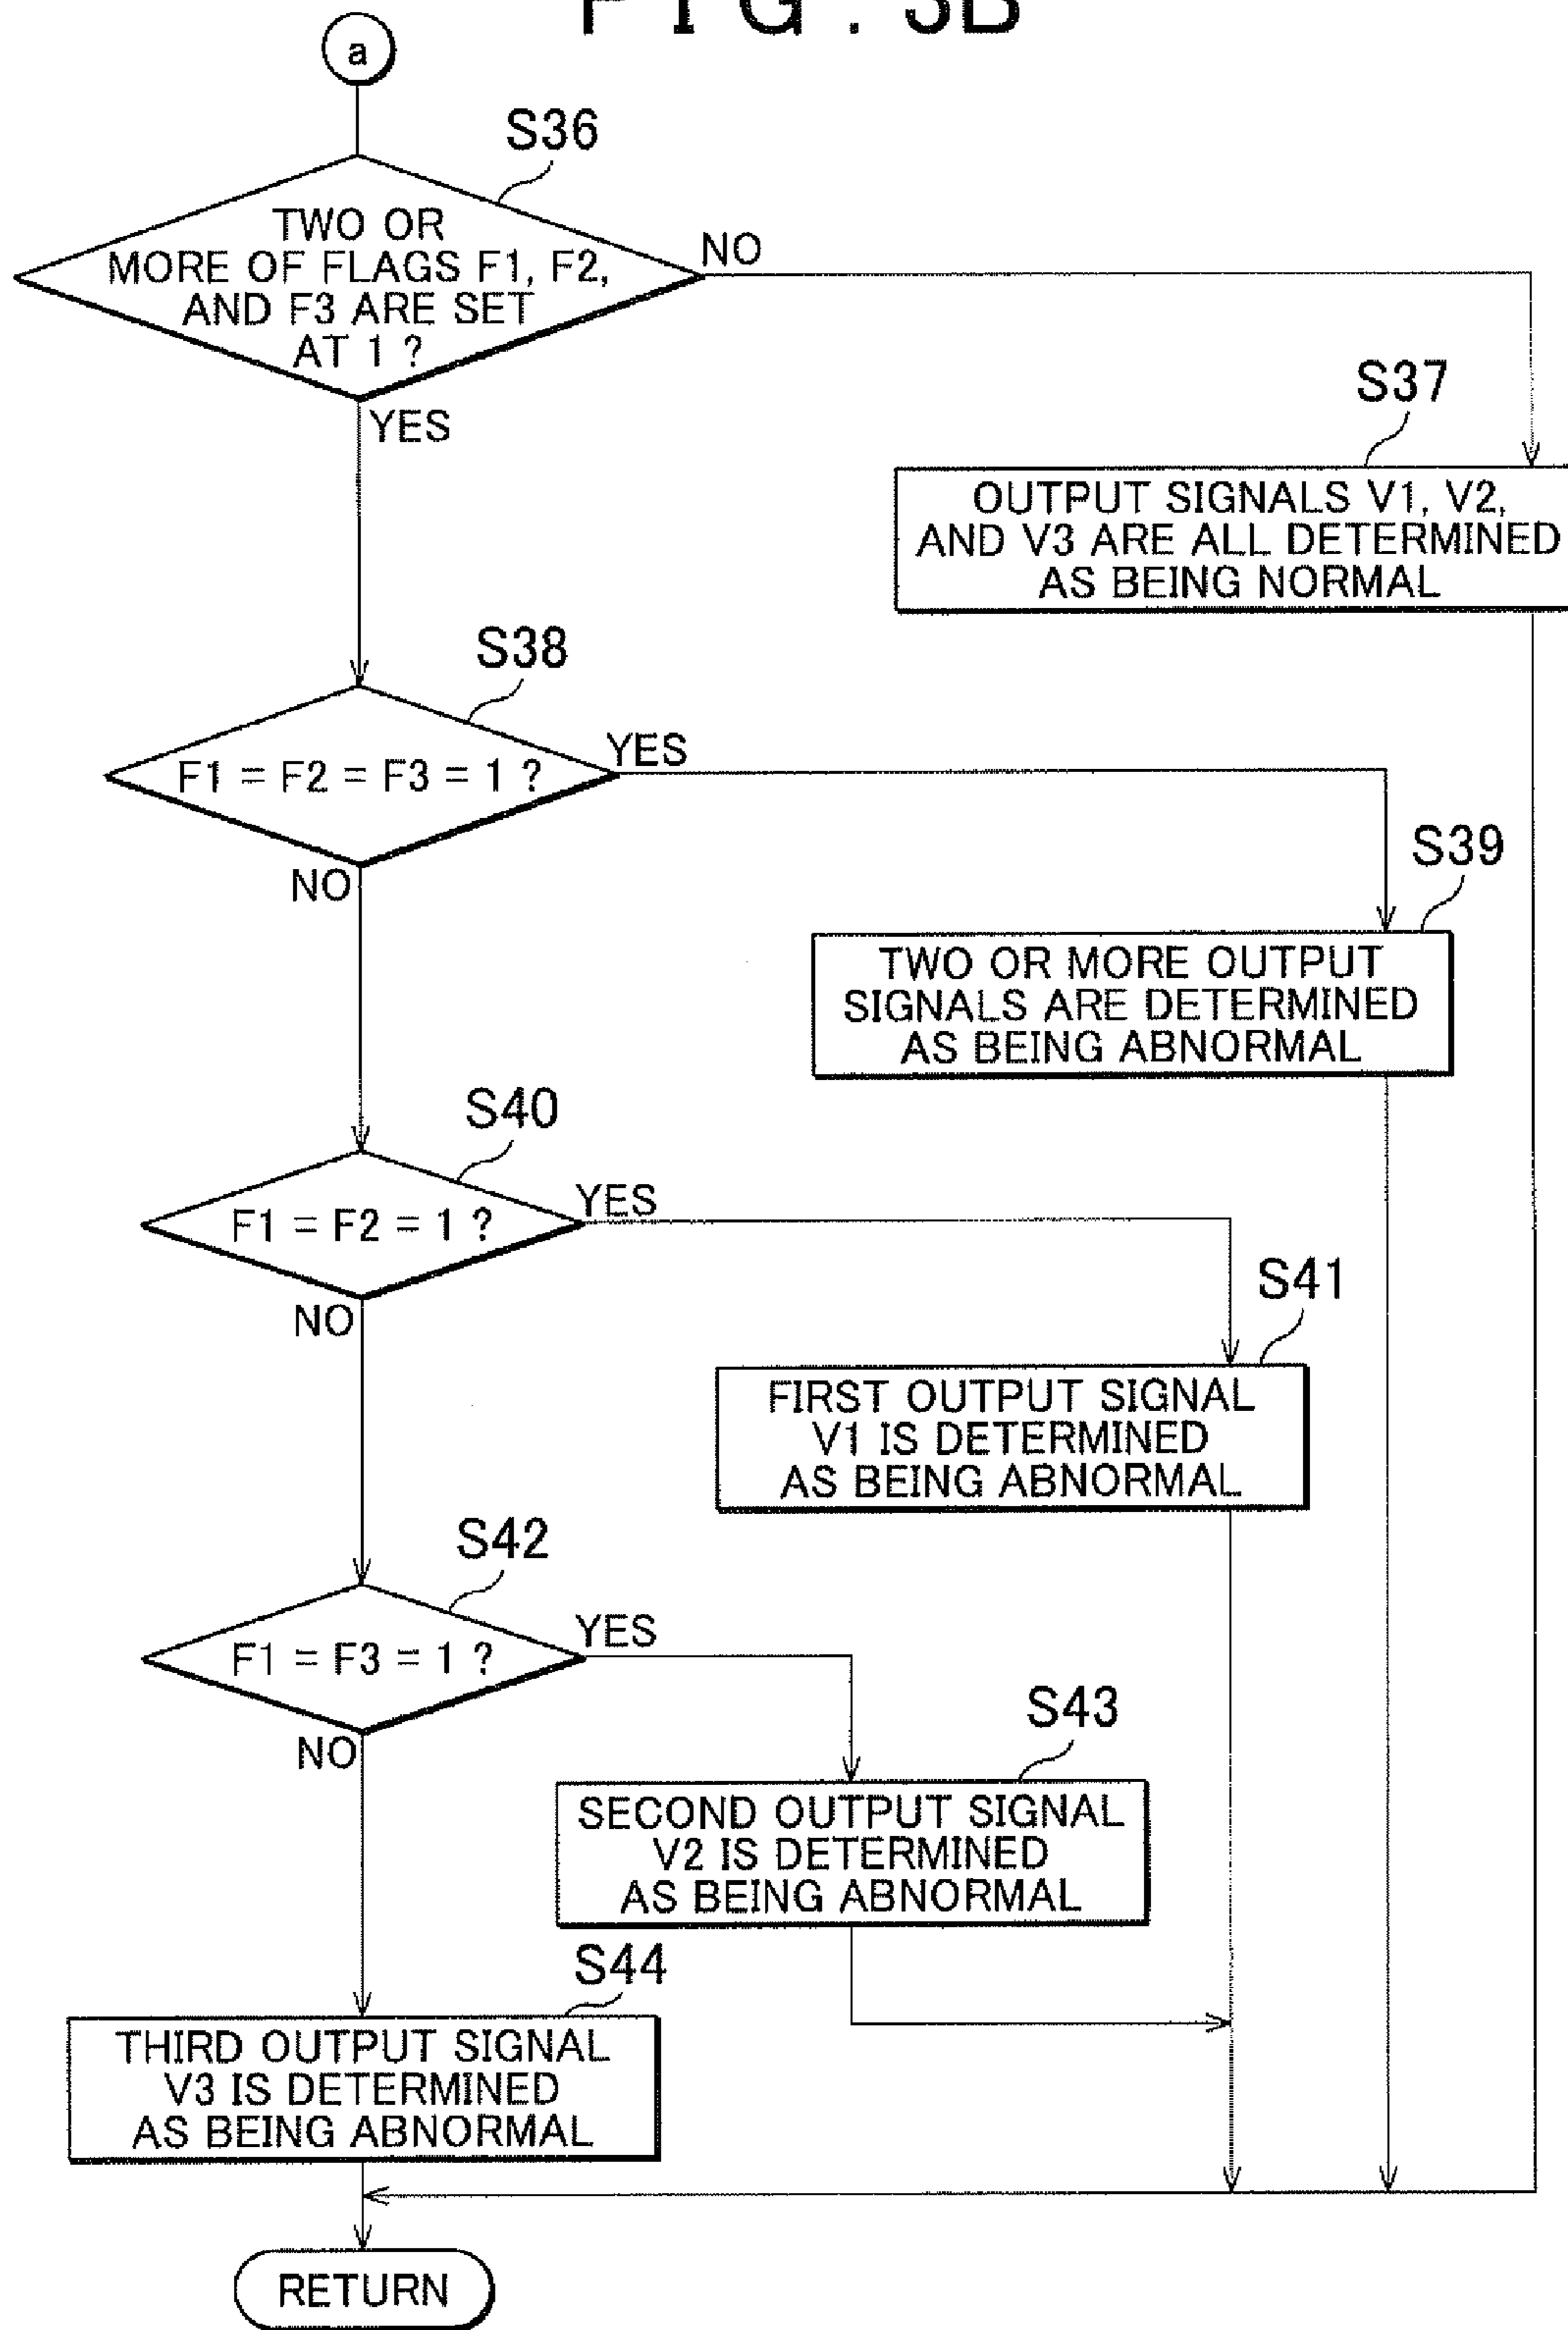 FIG. 3B
a
S36
TWO OR
MORE OF FLAGS F1, F2,
AND F3 ARE SET
AT 1 ?
NO
YES
S37
OUTPUT SIGNALS V1, V2,
AND V3 ARE ALL DETERMINED
AS BEING NORMAL
S38
F1 = F2 = F3 = 1 ?
YES
NO
S39
TWO OR MORE OUTPUT
SIGNALS ARE DETERMINED
AS BEING ABNORMAL
S40
F1 = F2 = 1 ?
YES
NO
S41
FIRST OUTPUT SIGNAL
V1 IS DETERMINED
AS BEING ABNORMAL
S42
F1 = F3 = 1 ?
YES
NO
S43
SECOND OUTPUT SIGNAL
V2 IS DETERMINED
AS BEING ABNORMAL
S44
THIRD OUTPUT SIGNAL
V3 IS DETERMINED
AS BEING ABNORMAL
RETURN